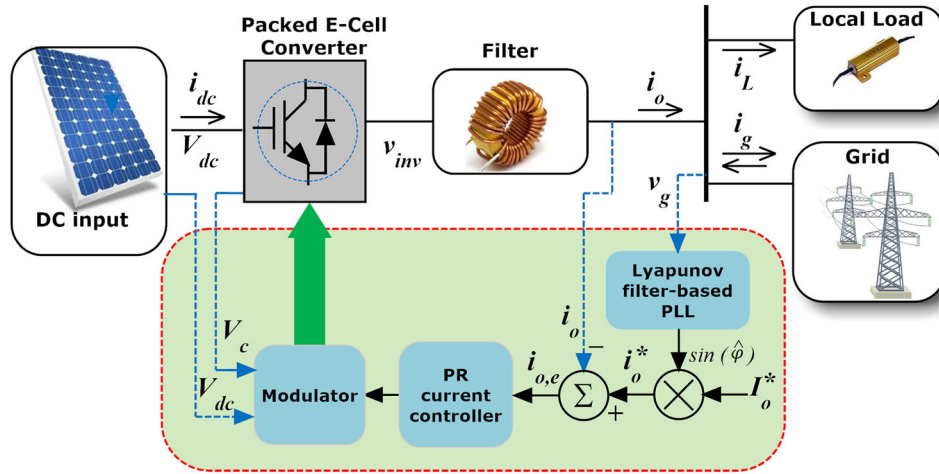 Packed E-Cell
Converter
Filter
Local Load
i_dc
V_dc
v_inv
i_o
i_L
i_g
Grid
DC input
v_g
Lyapunov
filter-based
PLL
V_c
V_dc
i_o
−
sin (φ̂)
i_o,e
i_o^*
I_o^*
Modulator
PR
current
controller
Σ
+